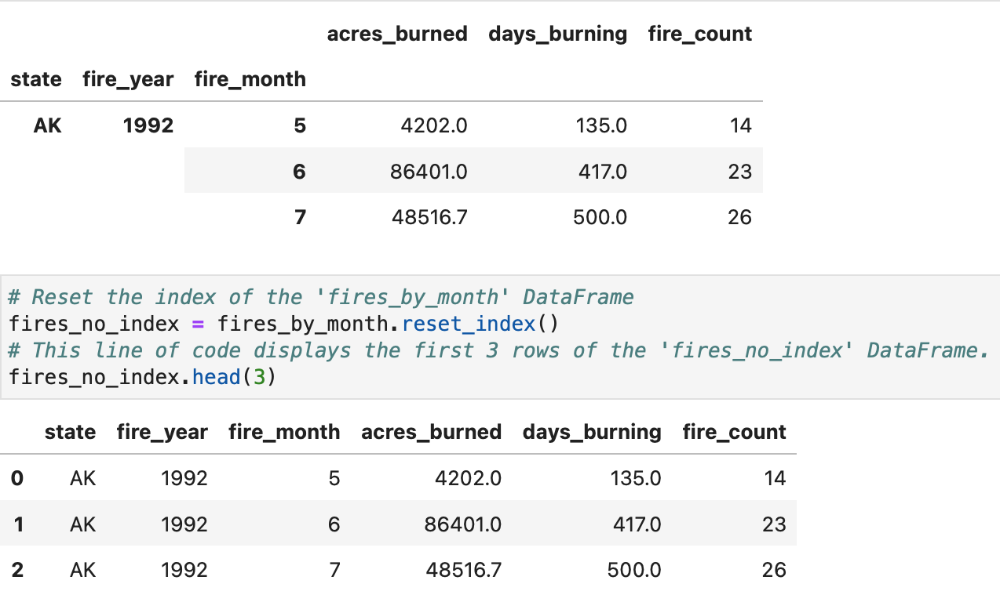 acres_burned days_burning fire_count
state fire_year fire_month
AK 1992 5 4202.0 135.0 14
6 86401.0 417.0 23
7 48516.7 500.0 26
# Reset the index of the 'fires_by_month' DataFrame
fires_no_index = fires_by_month.reset_index()
# This line of code displays the first 3 rows of the 'fires_no_index' DataFrame.
fires_no_index.head(3)
state fire_year fire_month acres_burned days_burning fire_count
0 AK 1992 5 4202.0 135.0 14
1 AK 1992 6 86401.0 417.0 23
2 AK 1992 7 48516.7 500.0 26